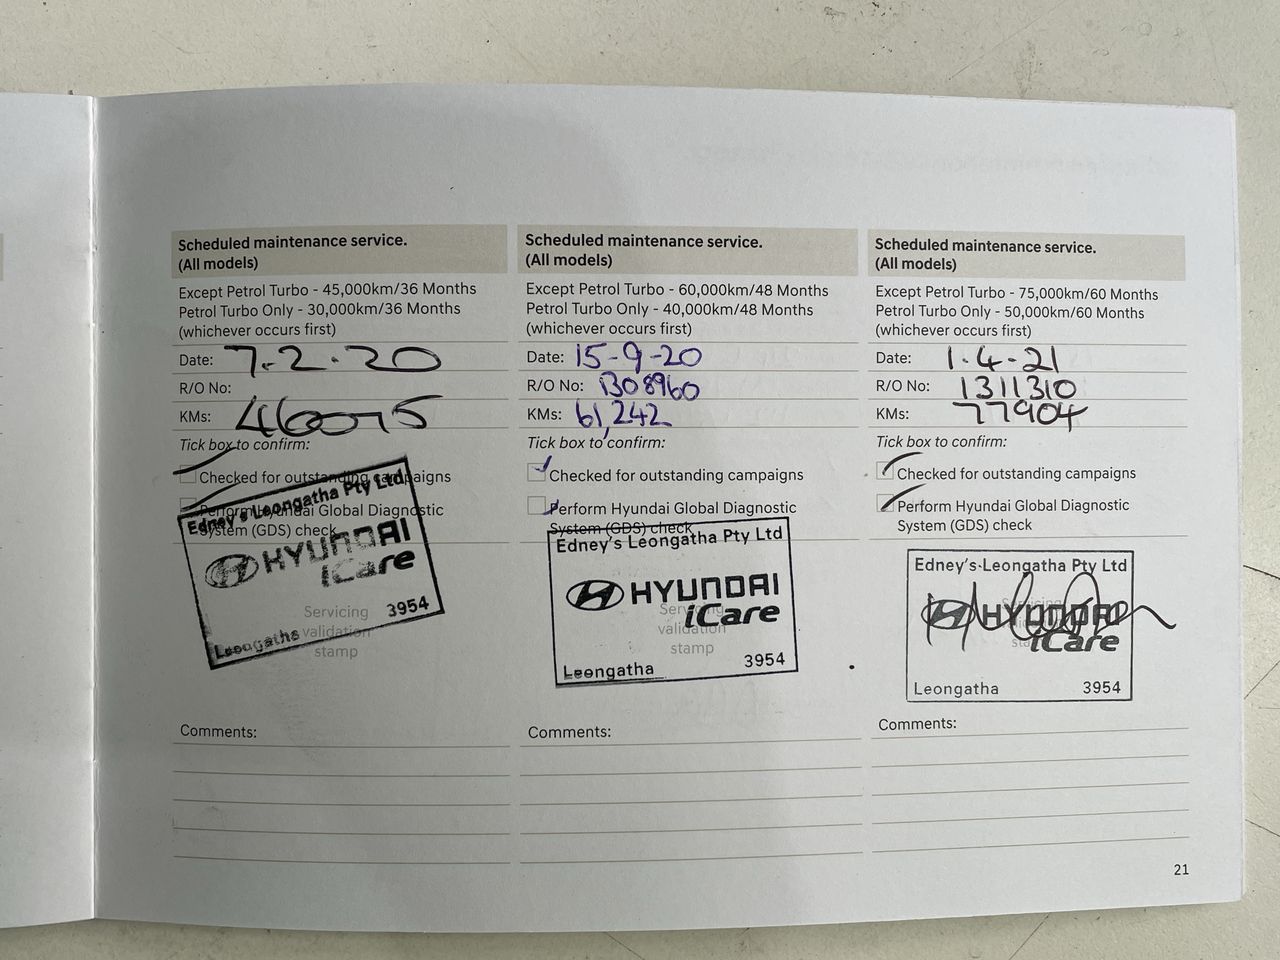 Scheduled maintenance service.
(All models)
Except Petrol Turbo - 45,000km/36 Months
Petrol Turbo Only - 30,000km/36 Months
(whichever occurs first)
Date: 7.2.20
R/O No:
KMs: 46075
Tick box to confirm:
Checked for outstanding campaigns
Perform Hyundai Global Diagnostic
System (GDS) check
Edney's Leongatha Pty Ltd
HYUNDAI
iCare
Servicing
validation
stamp
Leongatha 3954
Comments:
Scheduled maintenance service.
(All models)
Except Petrol Turbo - 60,000km/48 Months
Petrol Turbo Only - 40,000km/48 Months
(whichever occurs first)
Date: 15-9-20
R/O No: 1308960
KMs: 61,242
Tick box to confirm:
Checked for outstanding campaigns
Perform Hyundai Global Diagnostic
System (GDS) check
Edney's Leongatha Pty Ltd
HYUNDAI
iCare
Servicing
validation
stamp
Leongatha 3954
Comments:
Scheduled maintenance service.
(All models)
Except Petrol Turbo - 75,000km/60 Months
Petrol Turbo Only - 50,000km/60 Months
(whichever occurs first)
Date: 1.4-21
R/O No: 1311310
KMs: 77904
Tick box to confirm:
Checked for outstanding campaigns
Perform Hyundai Global Diagnostic
System (GDS) check
Edney's Leongatha Pty Ltd
HYUNDAI
iCare
Leongatha 3954
Comments:
21